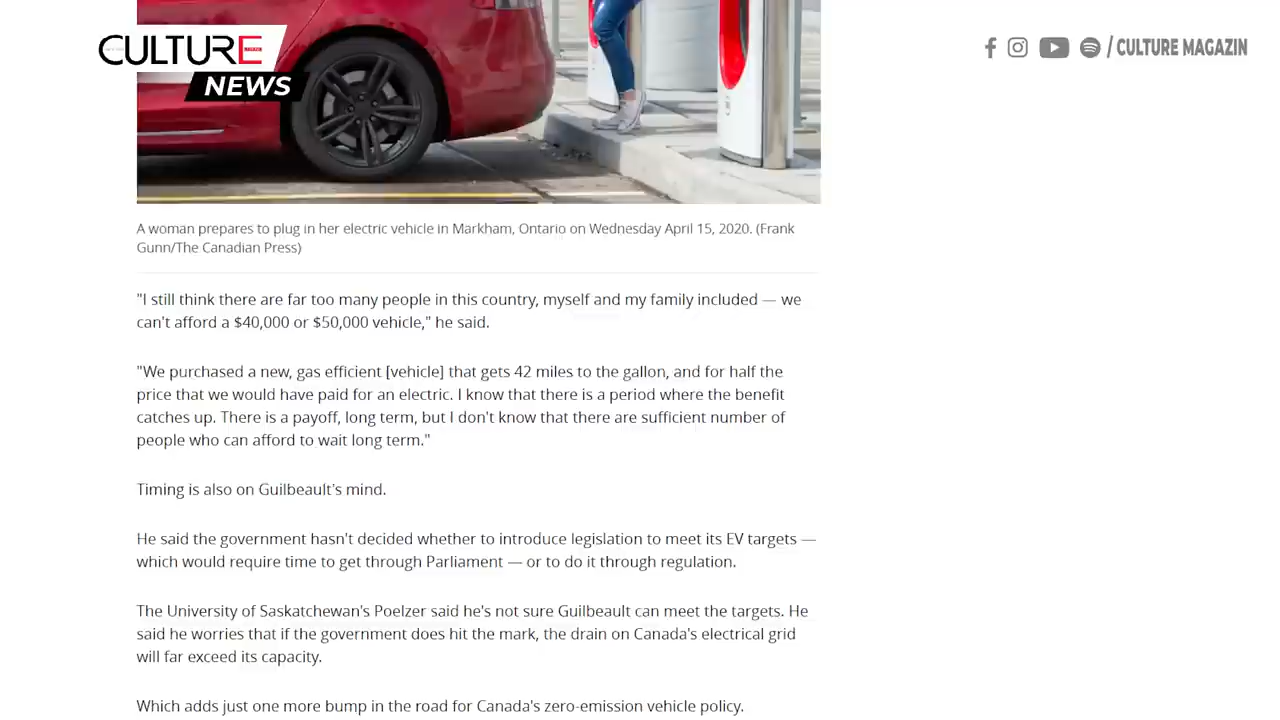 CULTURE
NEWS
/ CULTURE MAGAZIN
A woman prepares to plug in her electric vehicle in Markham, Ontario on Wednesday April 15, 2020. (Frank
Gunn/The Canadian Press)
"I still think there are far too many people in this country, myself and my family included — we
can't afford a $40,000 or $50,000 vehicle," he said.
"We purchased a new, gas efficient [vehicle] that gets 42 miles to the gallon, and for half the
price that we would have paid for an electric. I know that there is a period where the benefit
catches up. There is a payoff, long term, but I don't know that there are sufficient number of
people who can afford to wait long term."
Timing is also on Guilbeault's mind.
He said the government hasn't decided whether to introduce legislation to meet its EV targets —
which would require time to get through Parliament — or to do it through regulation.
The University of Saskatchewan's Poelzer said he's not sure Guilbeault can meet the targets. He
said he worries that if the government does hit the mark, the drain on Canada's electrical grid
will far exceed its capacity.
Which adds just one more bump in the road for Canada's zero-emission vehicle policy.